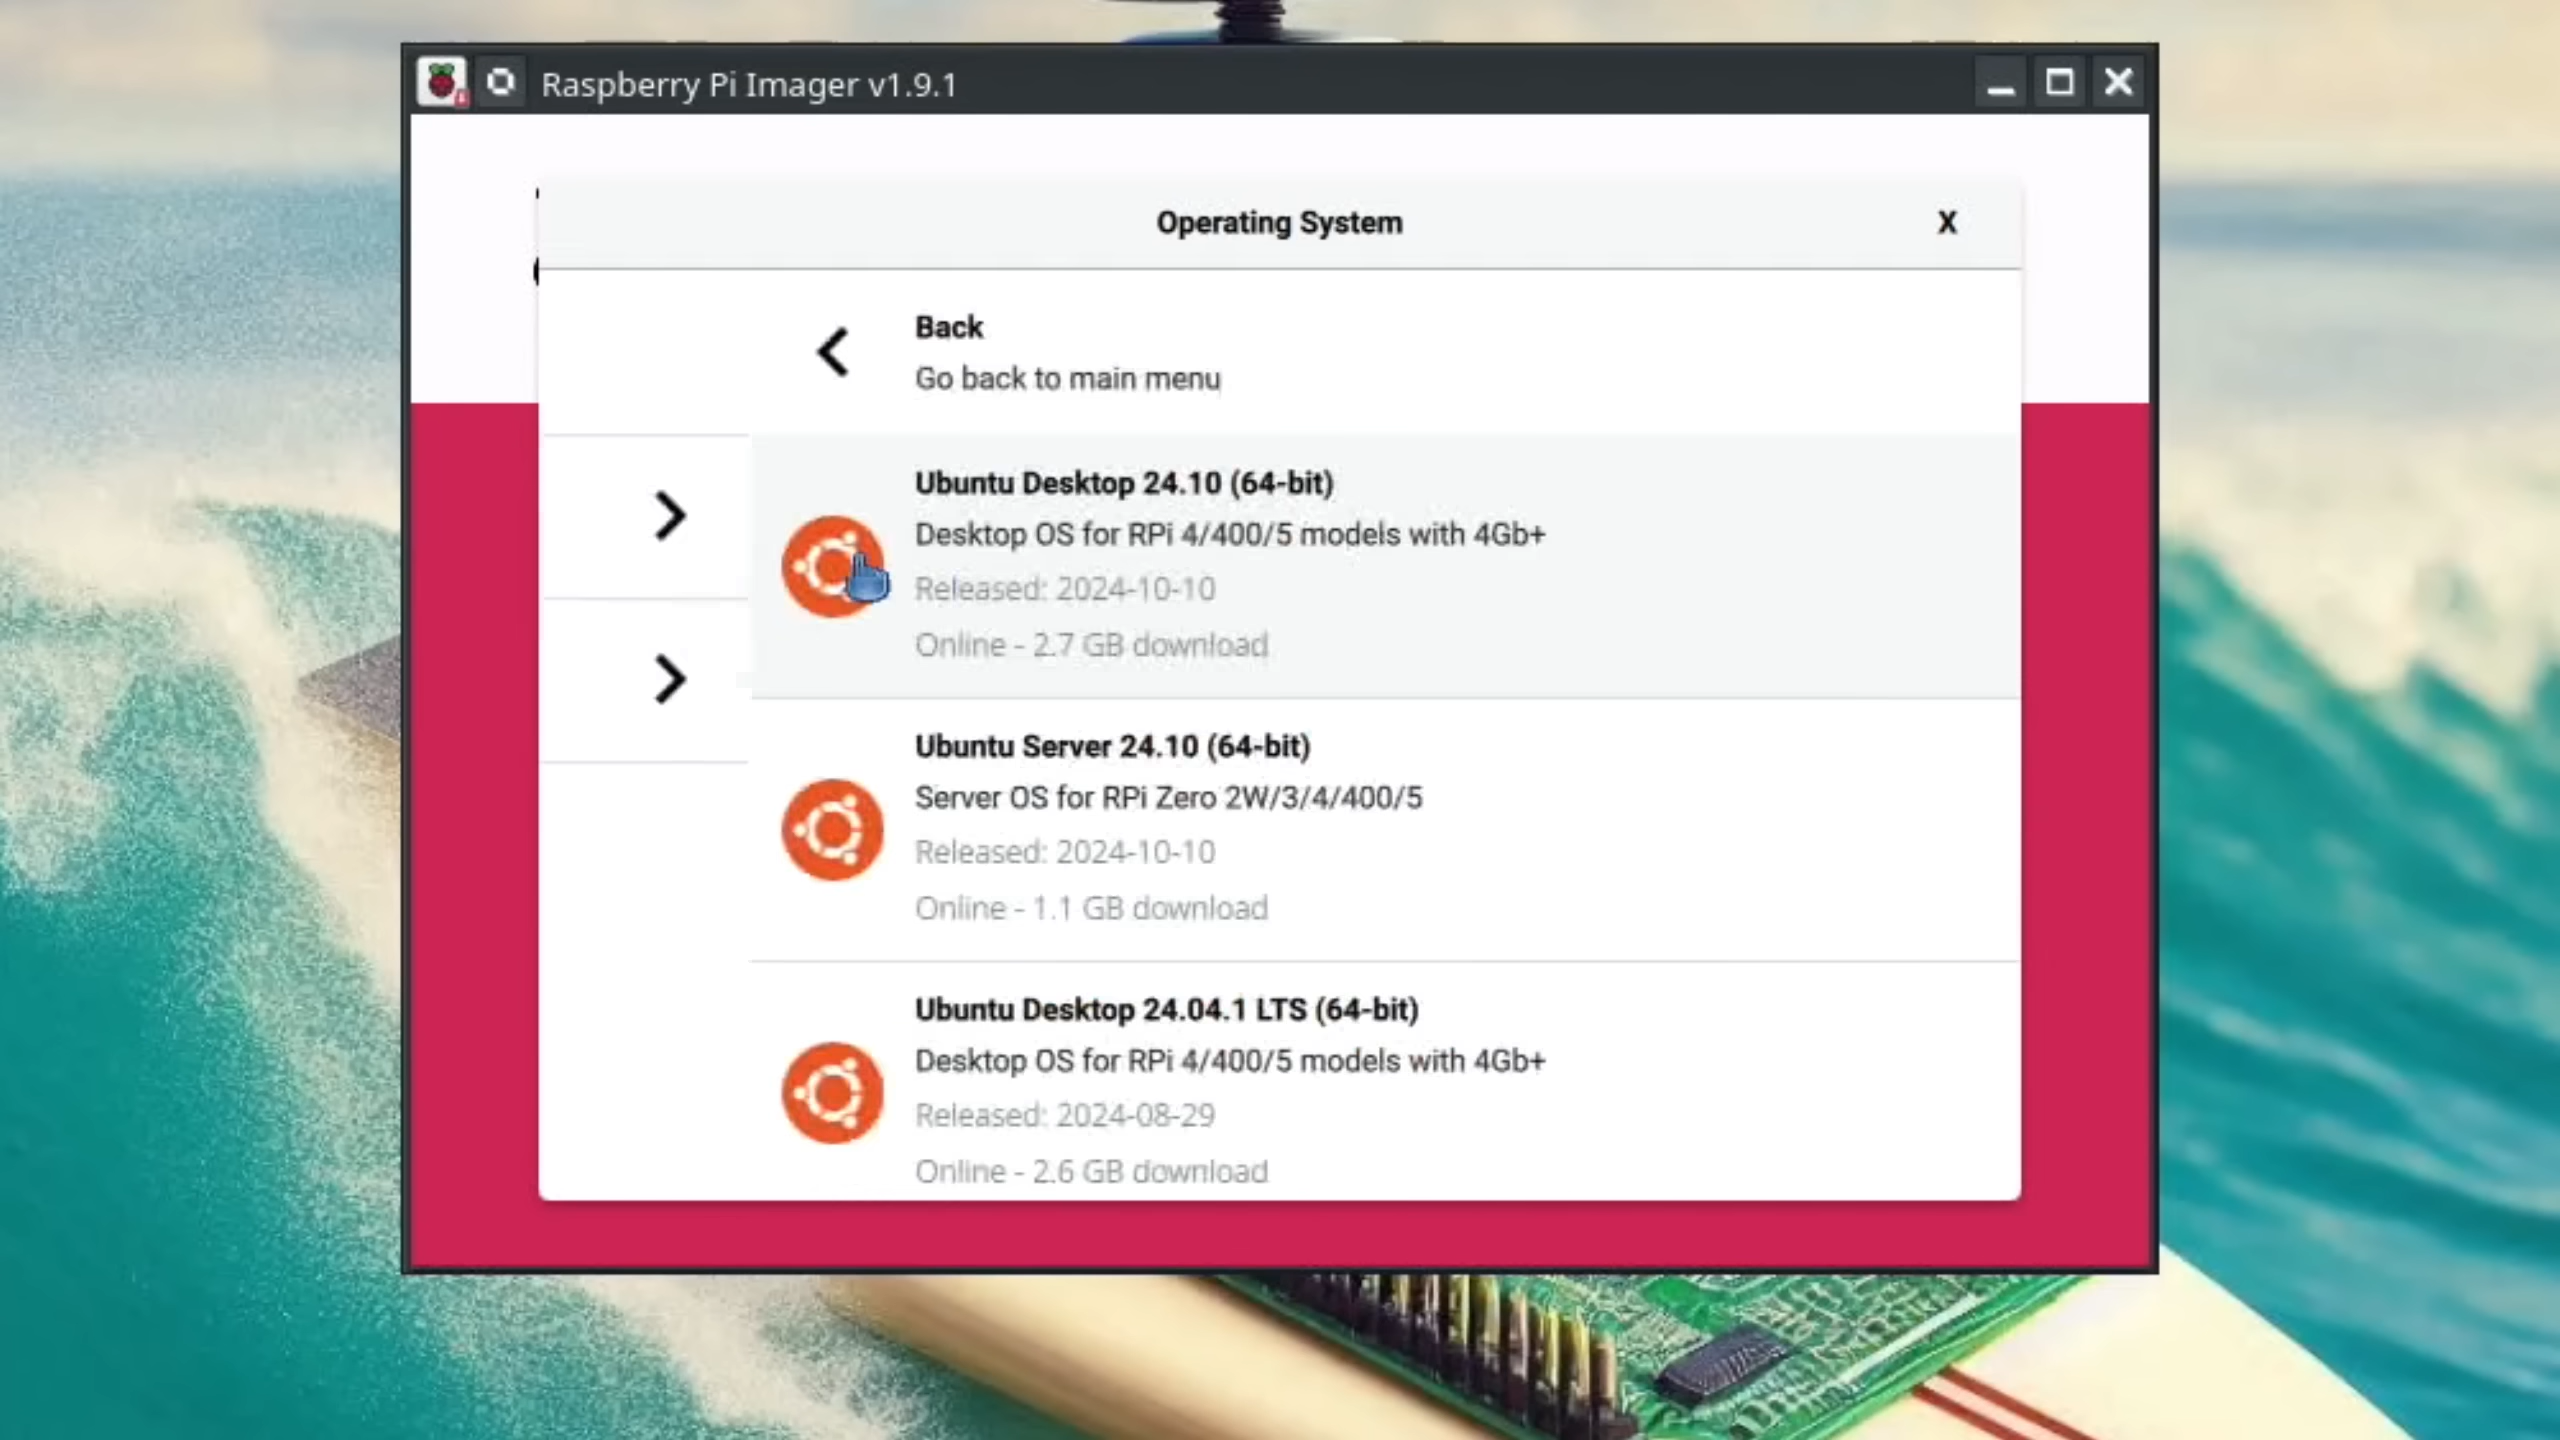 Raspberry Pi Imager v1.9.1
Operating System
X
Back
Go back to main menu
Ubuntu Desktop 24.10 (64-bit)
Desktop OS for RPi 4/400/5 models with 4Gb+
Released: 2024-10-10
Online - 2.7 GB download
Ubuntu Server 24.10 (64-bit)
Server OS for RPi Zero 2W/3/4/400/5
Released: 2024-10-10
Online - 1.1 GB download
Ubuntu Desktop 24.04.1 LTS (64-bit)
Desktop OS for RPi 4/400/5 models with 4Gb+
Released: 2024-08-29
Online - 2.6 GB download